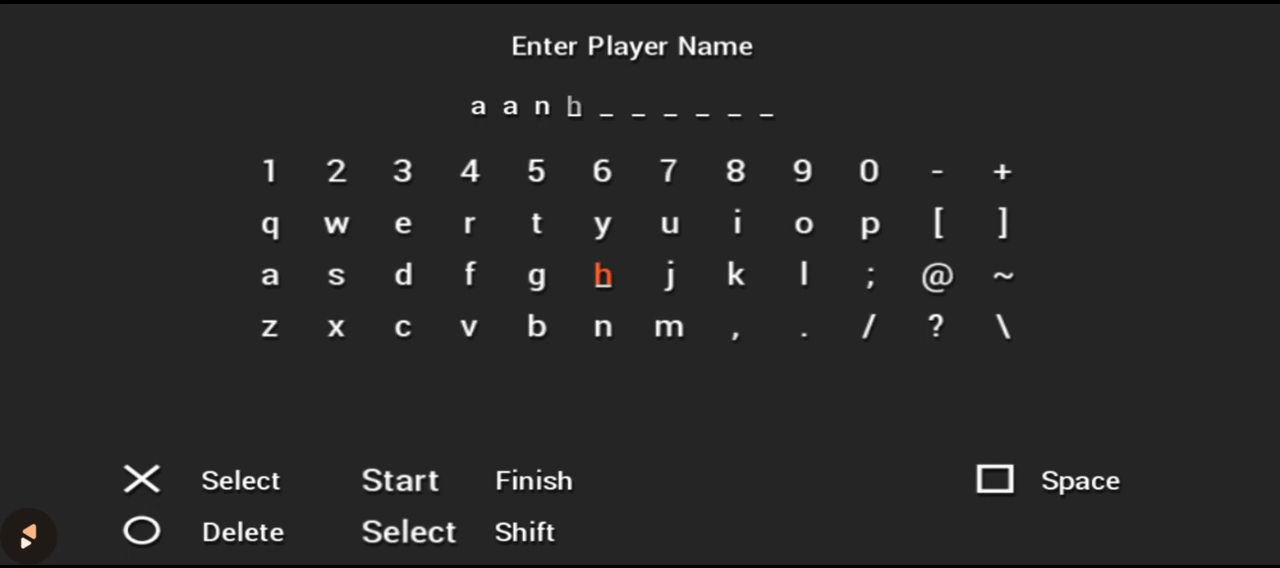 Enter Player Name
a a n h _ _ _ _ _ _
1 2 3 4 5 6 7 8 9 0 - +
q w e r t y u i o p [ ]
a s d f g h j k l ; @ ~
z x c v b n m , . / ? \
Select Start Finish Space
Delete Select Shift